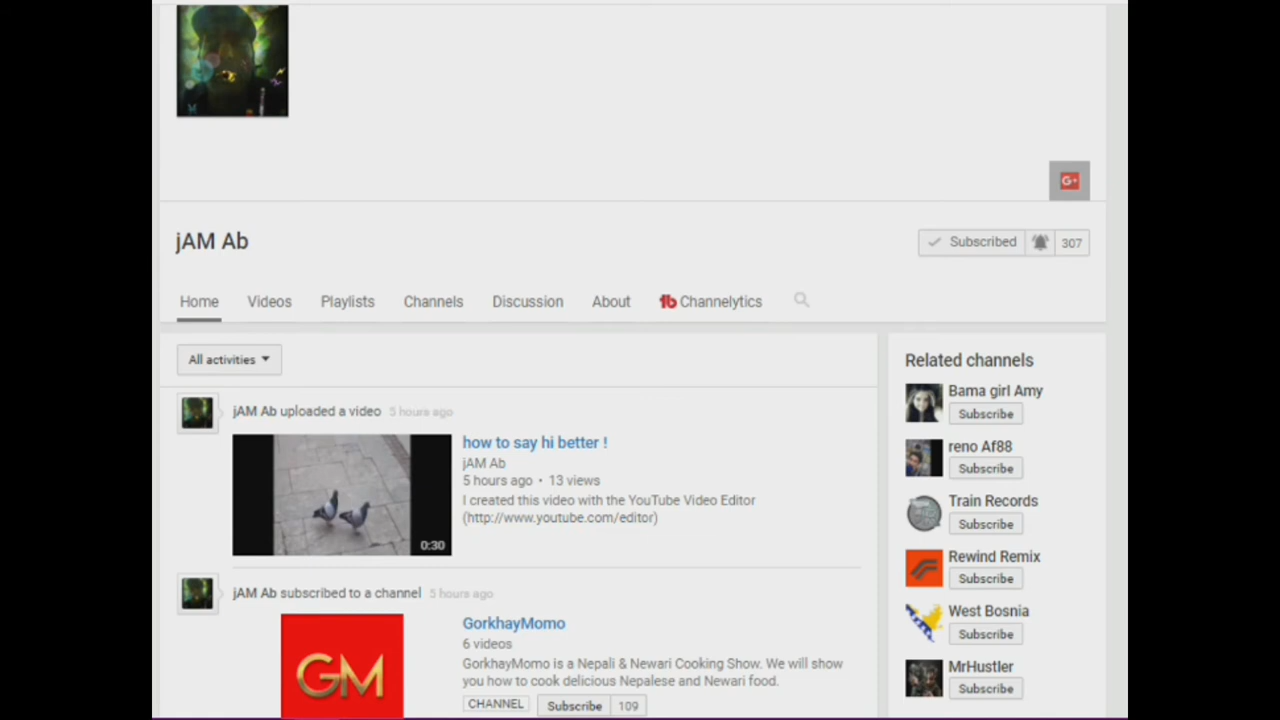 G+
jAM Ab
Subscribed 307
Home Videos Playlists Channels Discussion About tb Channelytics
All activities
jAM Ab uploaded a video 5 hours ago
how to say hi better !
jAM Ab
5 hours ago • 13 views
I created this video with the YouTube Video Editor
(http://www.youtube.com/editor)
0:30
jAM Ab subscribed to a channel 5 hours ago
GM
GorkhayMomo
6 videos
GorkhayMomo is a Nepali & Newari Cooking Show. We will show
you how to cook delicious Nepalese and Newari food.
CHANNEL Subscribe 109
Related channels
Bama girl Amy
Subscribe
reno Af88
Subscribe
Train Records
Subscribe
Rewind Remix
Subscribe
West Bosnia
Subscribe
MrHustler
Subscribe